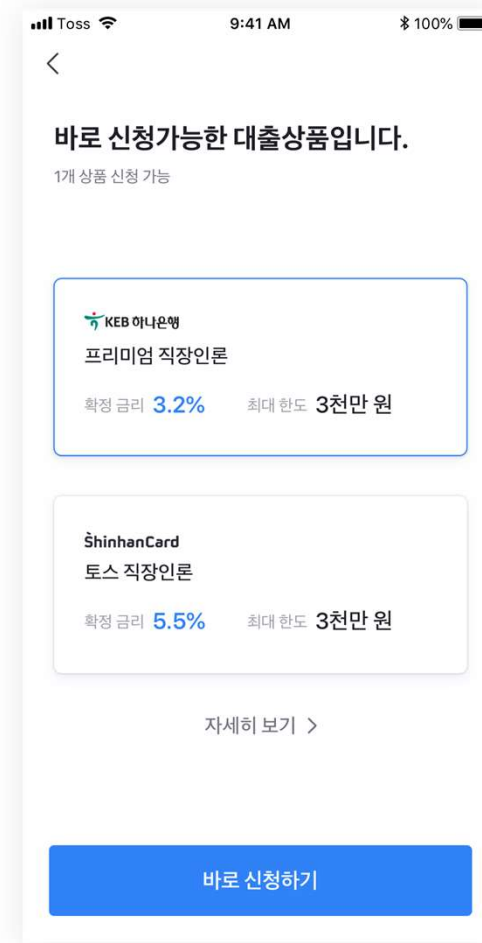 Toss 9:41 AM 100%
바로 신청가능한 대출상품입니다.
1개 상품 신청 가능
KEB 하나은행
프리미엄 직장인론
확정 금리 3.2% 최대 한도 3천만 원
ShinhanCard
토스 직장인론
확정 금리 5.5% 최대 한도 3천만 원
자세히 보기 >
바로 신청하기